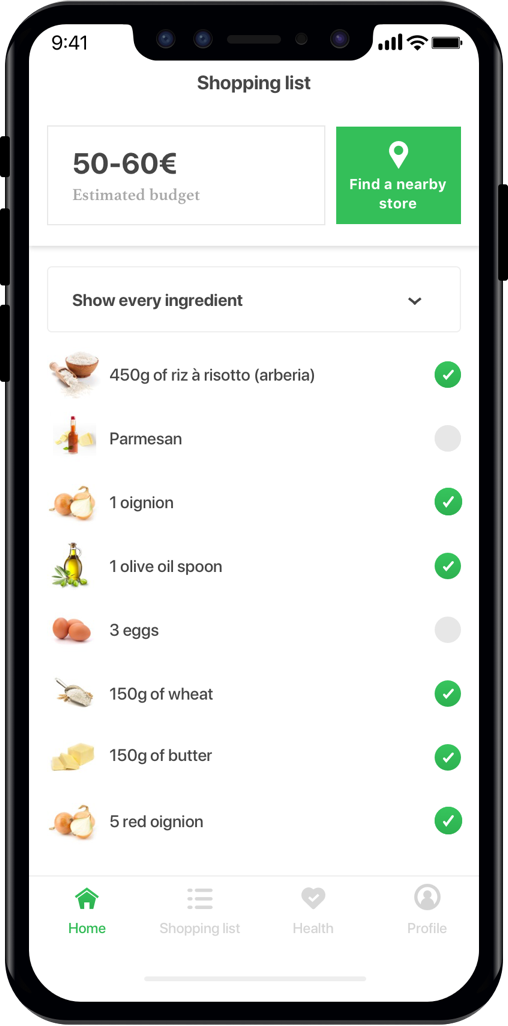 9:41
Shopping list
50-60€
Estimated budget
Find a nearby
store
Show every ingredient
450g of riz à risotto (arberia)
Parmesan
1 oignion
1 olive oil spoon
3 eggs
150g of wheat
150g of butter
5 red oignion
Home
Shopping list
Health
Profile